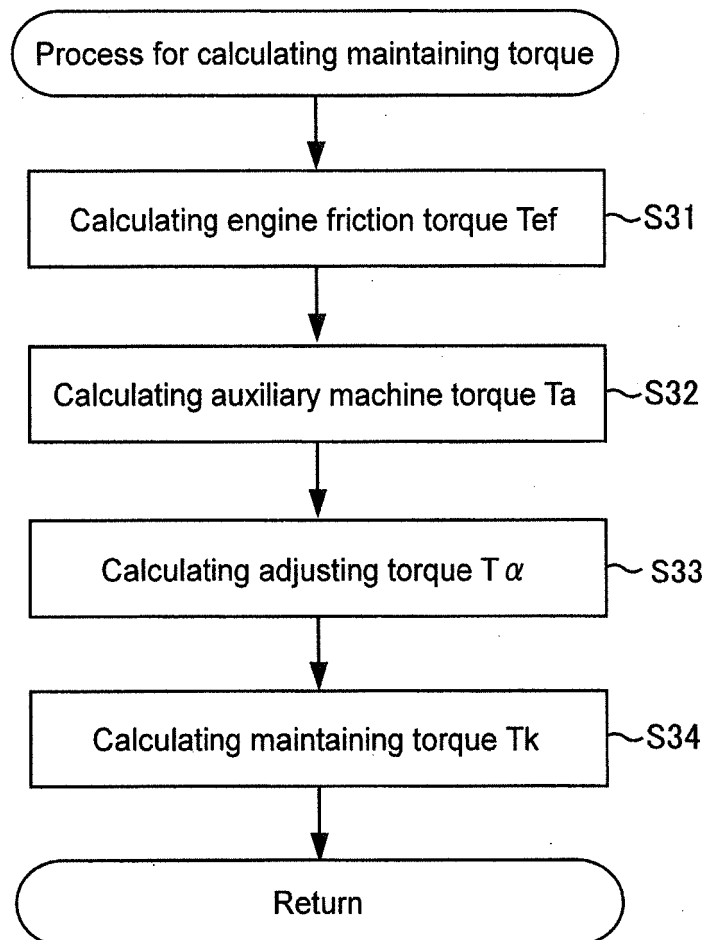 Process for calculating maintaining torque
Calculating engine friction torque Tef
S31
Calculating auxiliary machine torque Ta
S32
Calculating adjusting torque Tα
S33
Calculating maintaining torque Tk
S34
Return